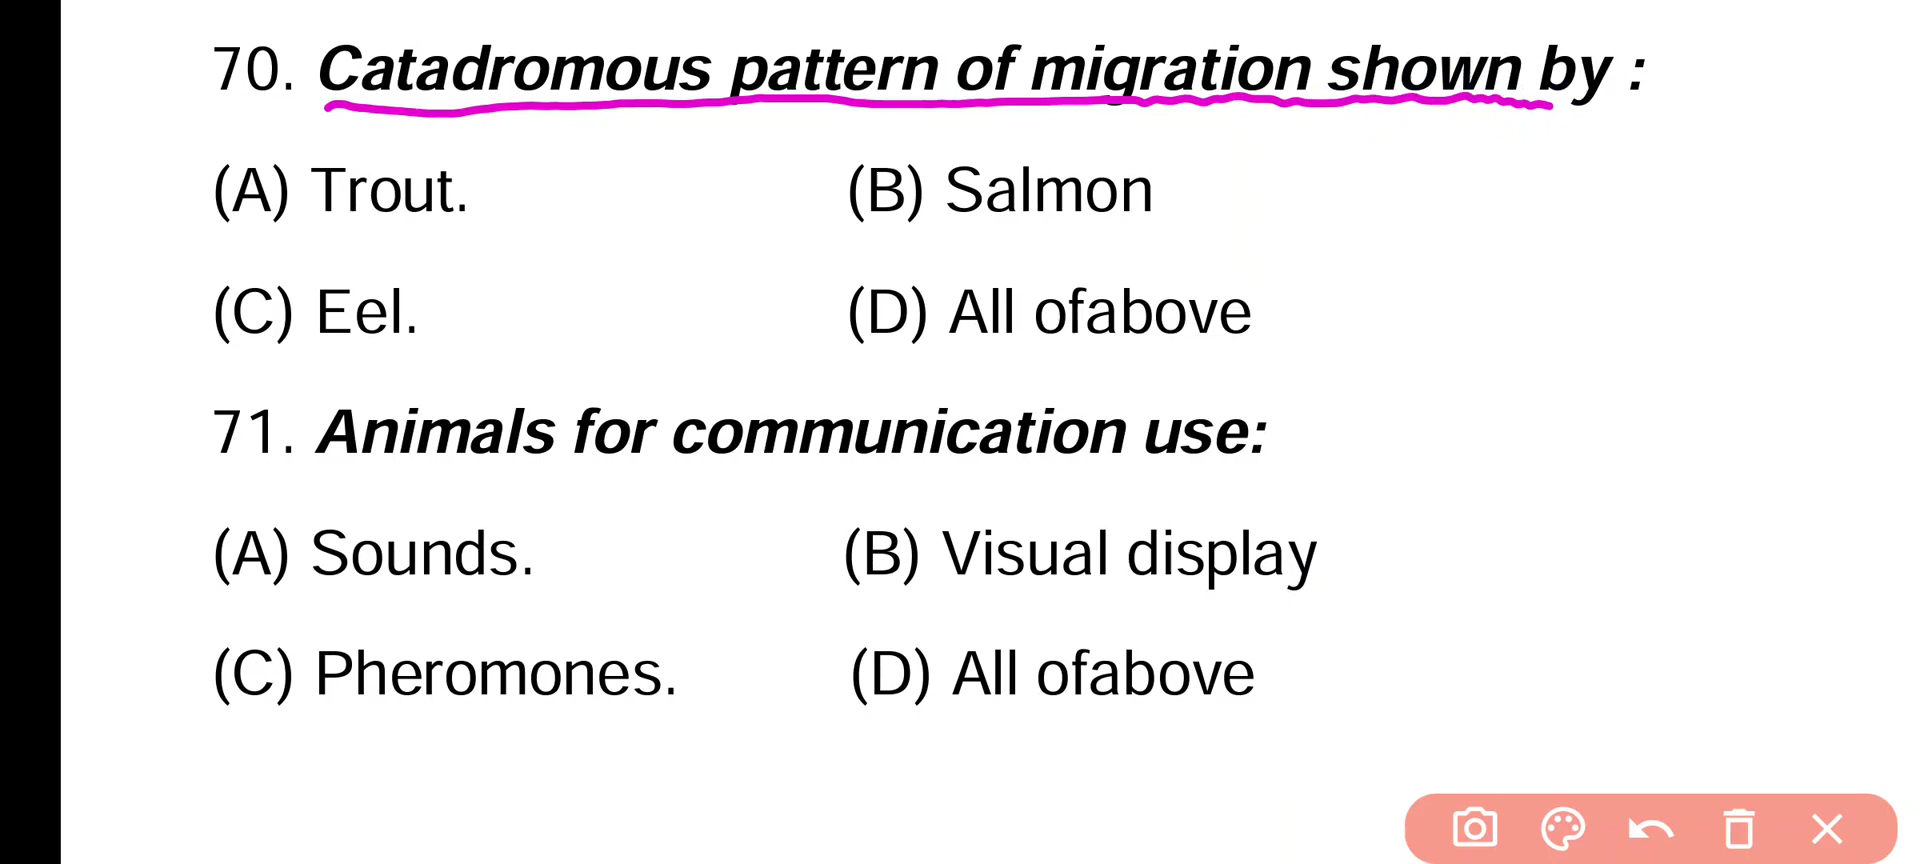 70. Catadromous pattern of migration shown by :
(A) Trout. (B) Salmon
(C) Eel. (D) All ofabove
71. Animals for communication use:
(A) Sounds. (B) Visual display
(C) Pheromones. (D) All ofabove